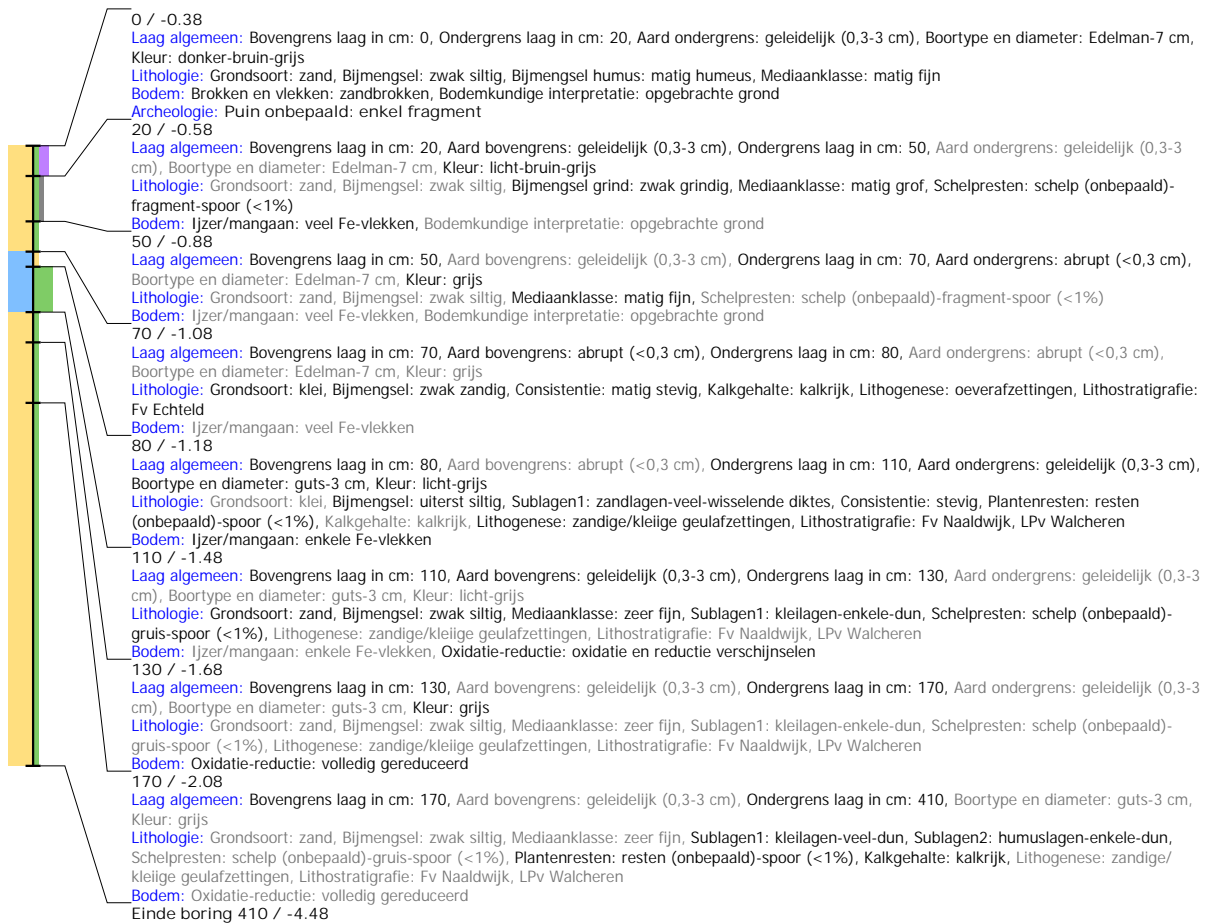 0 / -0.38
Laag algemeen: Bovengrens laag in cm: 0, Ondergrens laag in cm: 20, Aard ondergrens: geleidelijk (0,3-3 cm), Boortype en diameter: Edelman-7 cm,
Kleur: donker-bruin-grijs
Lithologie: Grondsoort: zand, Bijmengsel: zwak siltig, Bijmengsel humus: matig humeus, Mediaanklasse: matig fijn
Bodem: Brokken en vlekken: zandbrokken, Bodemkundige interpretatie: opgebrachte grond
Archeologie: Puin onbepaald: enkel fragment
20 / -0.58
Laag algemeen: Bovengrens laag in cm: 20, Aard bovengrens: geleidelijk (0,3-3 cm), Ondergrens laag in cm: 50, Aard ondergrens: geleidelijk (0,3-3
cm), Boortype en diameter: Edelman-7 cm, Kleur: licht-bruin-grijs
Lithologie: Grondsoort: zand, Bijmengsel: zwak siltig, Bijmengsel grind: zwak grindig, Mediaanklasse: matig grof, Schelpresten: schelp (onbepaald)-
fragment-spoor (<1%)
Bodem: Ijzer/mangaan: veel Fe-vlekken, Bodemkundige interpretatie: opgebrachte grond
50 / -0.88
Laag algemeen: Bovengrens laag in cm: 50, Aard bovengrens: geleidelijk (0,3-3 cm), Ondergrens laag in cm: 70, Aard ondergrens: abrupt (<0,3 cm),
Boortype en diameter: Edelman-7 cm, Kleur: grijs
Lithologie: Grondsoort: zand, Bijmengsel: zwak siltig, Mediaanklasse: matig fijn, Schelpresten: schelp (onbepaald)-fragment-spoor (<1%)
Bodem: Ijzer/mangaan: veel Fe-vlekken, Bodemkundige interpretatie: opgebrachte grond
70 / -1.08
Laag algemeen: Bovengrens laag in cm: 70, Aard bovengrens: abrupt (<0,3 cm), Ondergrens laag in cm: 80, Aard ondergrens: abrupt (<0,3 cm),
Boortype en diameter: Edelman-7 cm, Kleur: grijs
Lithologie: Grondsoort: klei, Bijmengsel: zwak zandig, Consistentie: matig stevig, Kalkgehalte: kalkrijk, Lithogenese: oeverafzettingen, Lithostratigrafie:
Fv Echteld
Bodem: Ijzer/mangaan: veel Fe-vlekken
80 / -1.18
Laag algemeen: Bovengrens laag in cm: 80, Aard bovengrens: abrupt (<0,3 cm), Ondergrens laag in cm: 110, Aard ondergrens: geleidelijk (0,3-3 cm),
Boortype en diameter: guts-3 cm, Kleur: licht-grijs
Lithologie: Grondsoort: klei, Bijmengsel: uiterst siltig, Sublagen1: zandlagen-veel-wisselende diktes, Consistentie: stevig, Plantenresten: resten
(onbepaald)-spoor (<1%), Kalkgehalte: kalkrijk, Lithogenese: zandige/kleiige geulafzettingen, Lithostratigrafie: Fv Naaldwijk, LPv Walcheren
Bodem: Ijzer/mangaan: enkele Fe-vlekken
110 / -1.48
Laag algemeen: Bovengrens laag in cm: 110, Aard bovengrens: geleidelijk (0,3-3 cm), Ondergrens laag in cm: 130, Aard ondergrens: geleidelijk (0,3-3
cm), Boortype en diameter: guts-3 cm, Kleur: licht-grijs
Lithologie: Grondsoort: zand, Bijmengsel: zwak siltig, Mediaanklasse: zeer fijn, Sublagen1: kleilagen-enkele-dun, Schelpresten: schelp (onbepaald)-
gruis-spoor (<1%), Lithogenese: zandige/kleiige geulafzettingen, Lithostratigrafie: Fv Naaldwijk, LPv Walcheren
Bodem: Ijzer/mangaan: enkele Fe-vlekken, Oxidatie-reductie: oxidatie en reductie verschijnselen
130 / -1.68
Laag algemeen: Bovengrens laag in cm: 130, Aard bovengrens: geleidelijk (0,3-3 cm), Ondergrens laag in cm: 170, Aard ondergrens: geleidelijk (0,3-3
cm), Boortype en diameter: guts-3 cm, Kleur: grijs
Lithologie: Grondsoort: zand, Bijmengsel: zwak siltig, Mediaanklasse: zeer fijn, Sublagen1: kleilagen-enkele-dun, Schelpresten: schelp (onbepaald)-
gruis-spoor (<1%), Lithogenese: zandige/kleiige geulafzettingen, Lithostratigrafie: Fv Naaldwijk, LPv Walcheren
Bodem: Oxidatie-reductie: volledig gereduceerd
170 / -2.08
Laag algemeen: Bovengrens laag in cm: 170, Aard bovengrens: geleidelijk (0,3-3 cm), Ondergrens laag in cm: 410, Boortype en diameter: guts-3 cm,
Kleur: grijs
Lithologie: Grondsoort: zand, Bijmengsel: zwak siltig, Mediaanklasse: zeer fijn, Sublagen1: kleilagen-veel-dun, Sublagen2: humuslagen-enkele-dun,
Schelpresten: schelp (onbepaald)-gruis-spoor (<1%), Plantenresten: resten (onbepaald)-spoor (<1%), Kalkgehalte: kalkrijk, Lithogenese: zandige/
kleiige geulafzettingen, Lithostratigrafie: Fv Naaldwijk, LPv Walcheren
Bodem: Oxidatie-reductie: volledig gereduceerd
Einde boring 410 / -4.48